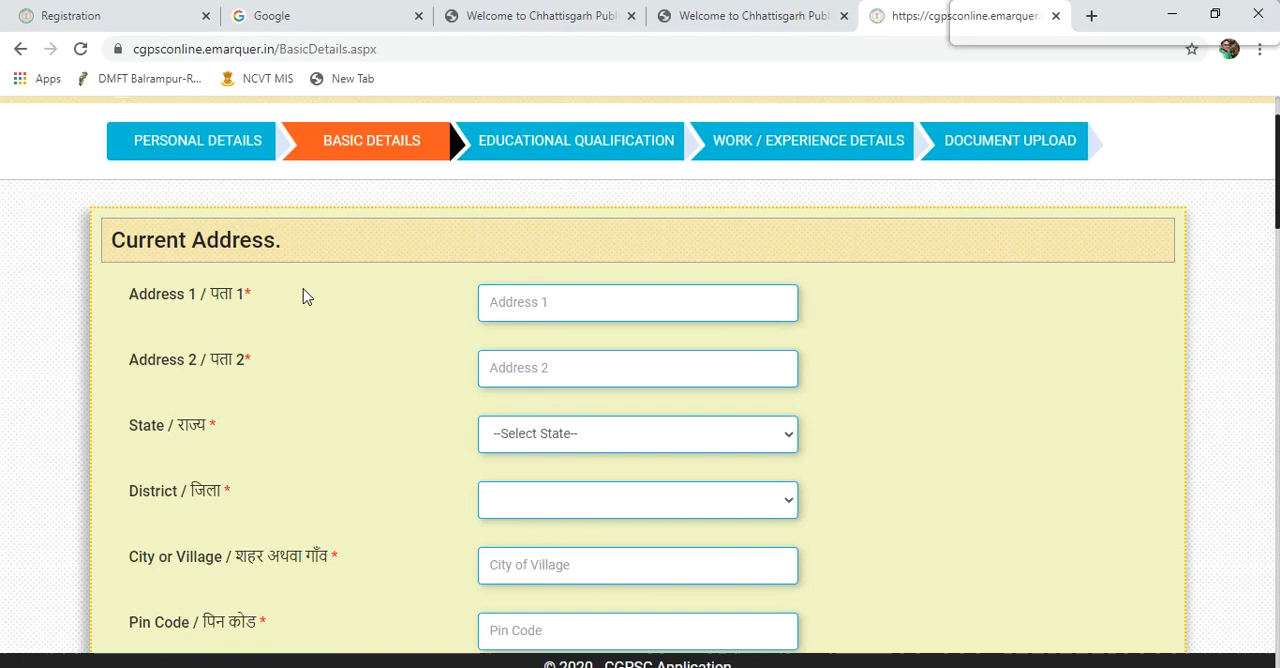 Registration
Google
Welcome to Chhattisgarh Publ
Welcome to Chhattisgarh Publ
https://cgpsconline.emarquer.
cgpsconline.emarquer.in/BasicDetails.aspx
Apps
DMFT Balrampur-R...
NCVT MIS
New Tab
PERSONAL DETAILS
BASIC DETAILS
EDUCATIONAL QUALIFICATION
WORK / EXPERIENCE DETAILS
DOCUMENT UPLOAD
Current Address.
Address 1 / पता 1*
Address 1
Address 2 / पता 2*
Address 2
State / राज्य *
--Select State--
District / जिला *
City or Village / शहर अथवा गाँव *
City of Village
Pin Code / पिन कोड *
Pin Code
© 2020 CGPSC Application